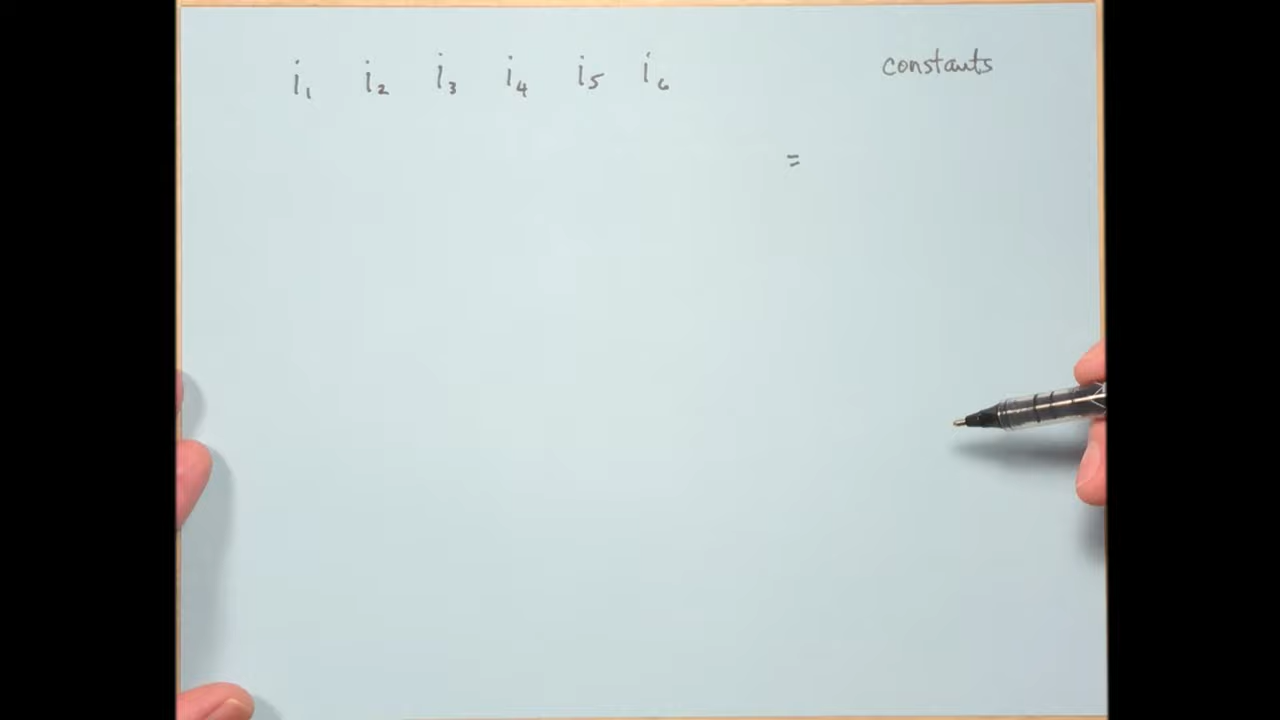 i₁ i₂ i₃ i₄ i₅ i₆ constants
=